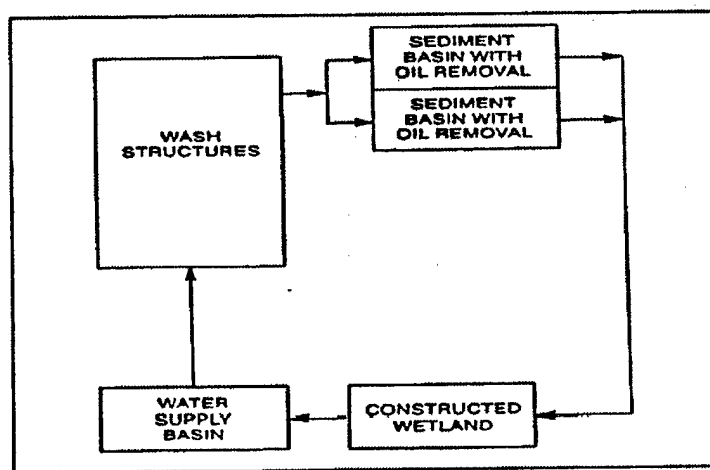 WASH
STRUCTURES
SEDIMENT
BASIN WITH
OIL REMOVAL
SEDIMENT
BASIN WITH
OIL REMOVAL
WATER
SUPPLY
BASIN
CONSTRUCTED
WETLAND